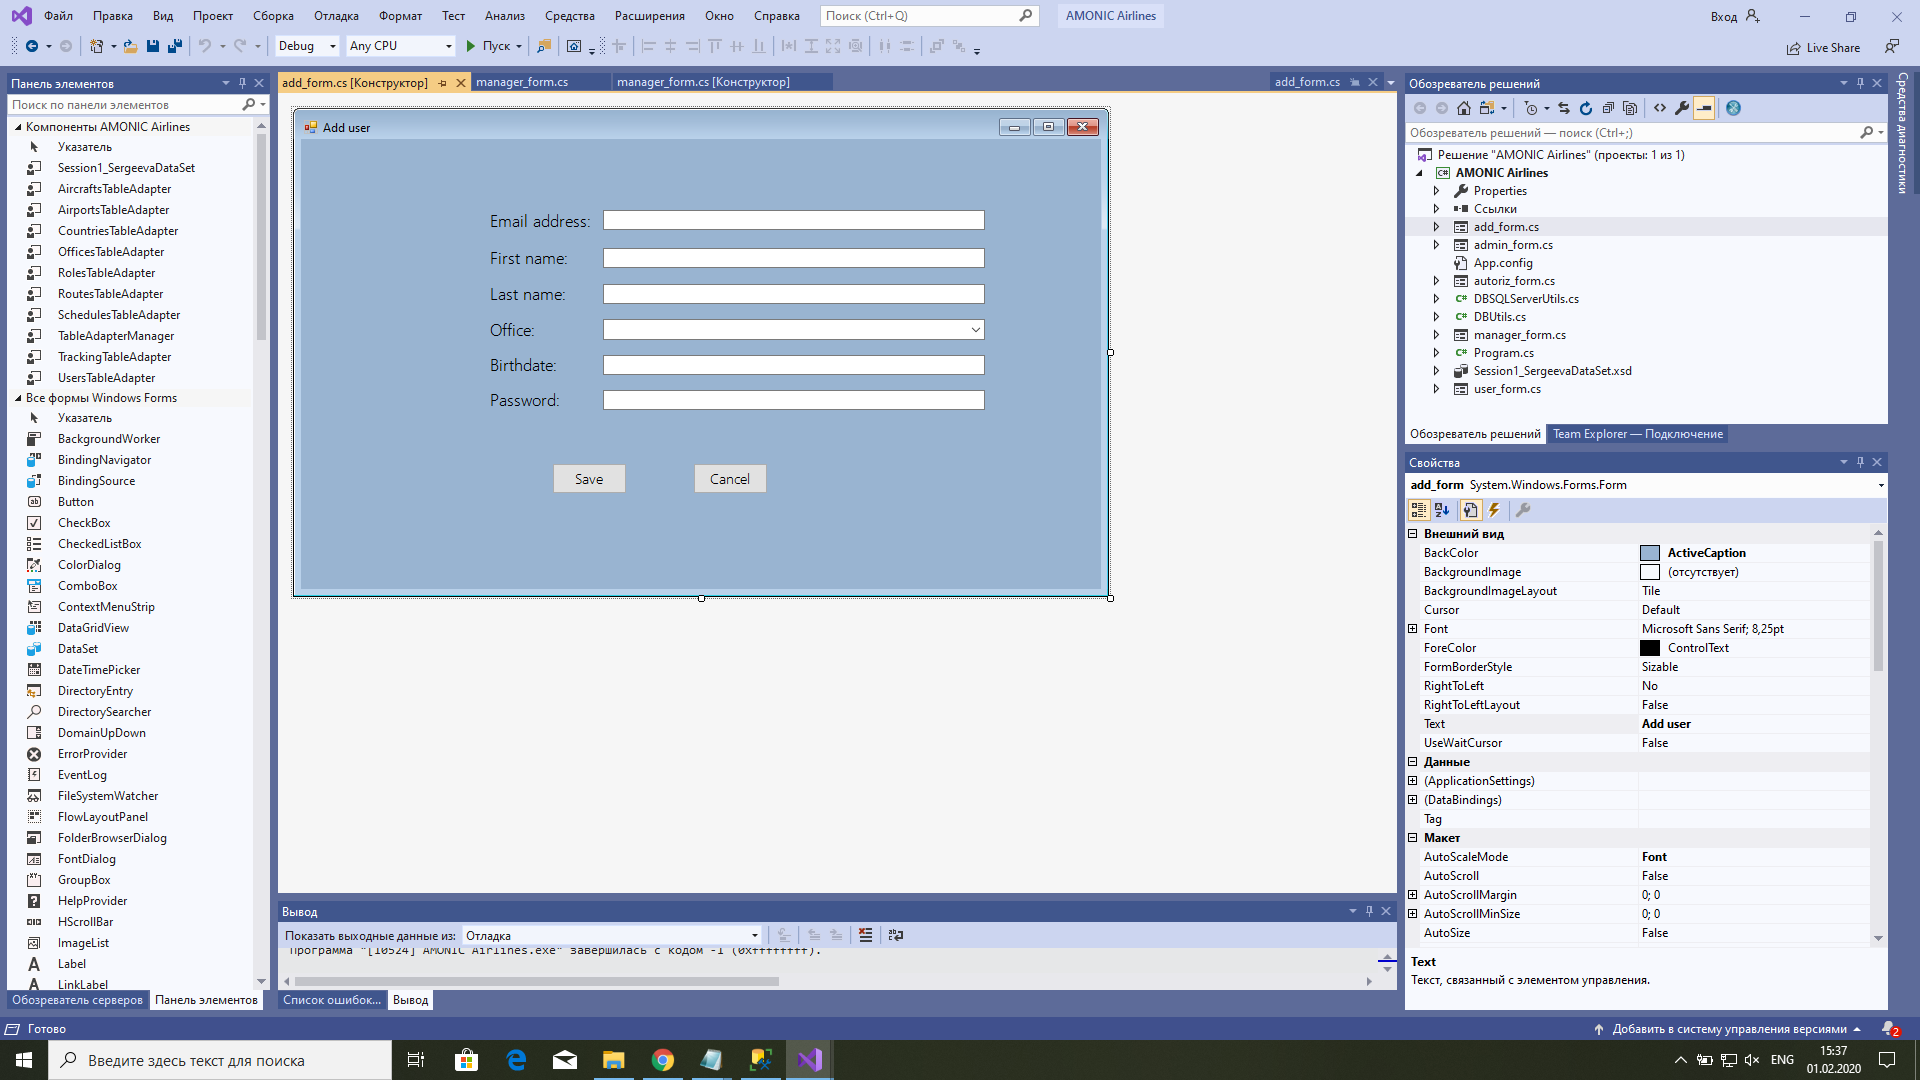 Файл Правка Вид Проект Сборка Отладка Формат Тест Анализ Средства Расширения Окно Справка Поиск (Ctrl+Q) AMONIC Airlines Вход
Debug Any CPU Пуск Live Share
Панель элементов
Поиск по панели элементов
Компоненты AMONIC Airlines
Указатель
Session1_SergeevaDataSet
AircraftsTableAdapter
AirportsTableAdapter
CountriesTableAdapter
OfficesTableAdapter
RolesTableAdapter
RoutesTableAdapter
SchedulesTableAdapter
TableAdapterManager
TrackingTableAdapter
UsersTableAdapter
Все формы Windows Forms
Указатель
BackgroundWorker
BindingNavigator
BindingSource
Button
CheckBox
CheckedListBox
ColorDialog
ComboBox
ContextMenuStrip
DataGridView
DataSet
DateTimePicker
DirectoryEntry
DirectorySearcher
DomainUpDown
ErrorProvider
EventLog
FileSystemWatcher
FlowLayoutPanel
FolderBrowserDialog
FontDialog
GroupBox
HelpProvider
HScrollBar
ImageList
Label
LinkLabel
Обозреватель серверов Панель элементов
add_form.cs [Конструктор] manager_form.cs manager_form.cs [Конструктор] add_form.cs
Add user
Email address:
First name:
Last name:
Office:
Birthdate:
Password:
Save Cancel
Вывод
Показать выходные данные из: Отладка
Программа "[10524] AMONIC Airlines.exe" завершилась с кодом -1 (0xffffffff).
Список ошибок... Вывод
Обозреватель решений
Обозреватель решений — поиск (Ctrl+;)
Решение "AMONIC Airlines" (проекты: 1 из 1)
AMONIC Airlines
Properties
Ссылки
add_form.cs
admin_form.cs
App.config
autoriz_form.cs
DBSQLServerUtils.cs
DBUtils.cs
manager_form.cs
Program.cs
Session1_SergeevaDataSet.xsd
user_form.cs
Обозреватель решений Team Explorer — Подключение
Средства диагностики
Свойства
add_form System.Windows.Forms.Form
Внешний вид
BackColor ActiveCaption
BackgroundImage (отсутствует)
BackgroundImageLayout Tile
Cursor Default
Font Microsoft Sans Serif; 8,25pt
ForeColor ControlText
FormBorderStyle Sizable
RightToLeft No
RightToLeftLayout False
Text Add user
UseWaitCursor False
Данные
(ApplicationSettings)
(DataBindings)
Tag
Макет
AutoScaleMode Font
AutoScroll False
AutoScrollMargin 0; 0
AutoScrollMinSize 0; 0
AutoSize False
Text
Текст, связанный с элементом управления.
Готово Добавить в систему управления версиями 2
Введите здесь текст для поиска ENG 15:37
01.02.2020